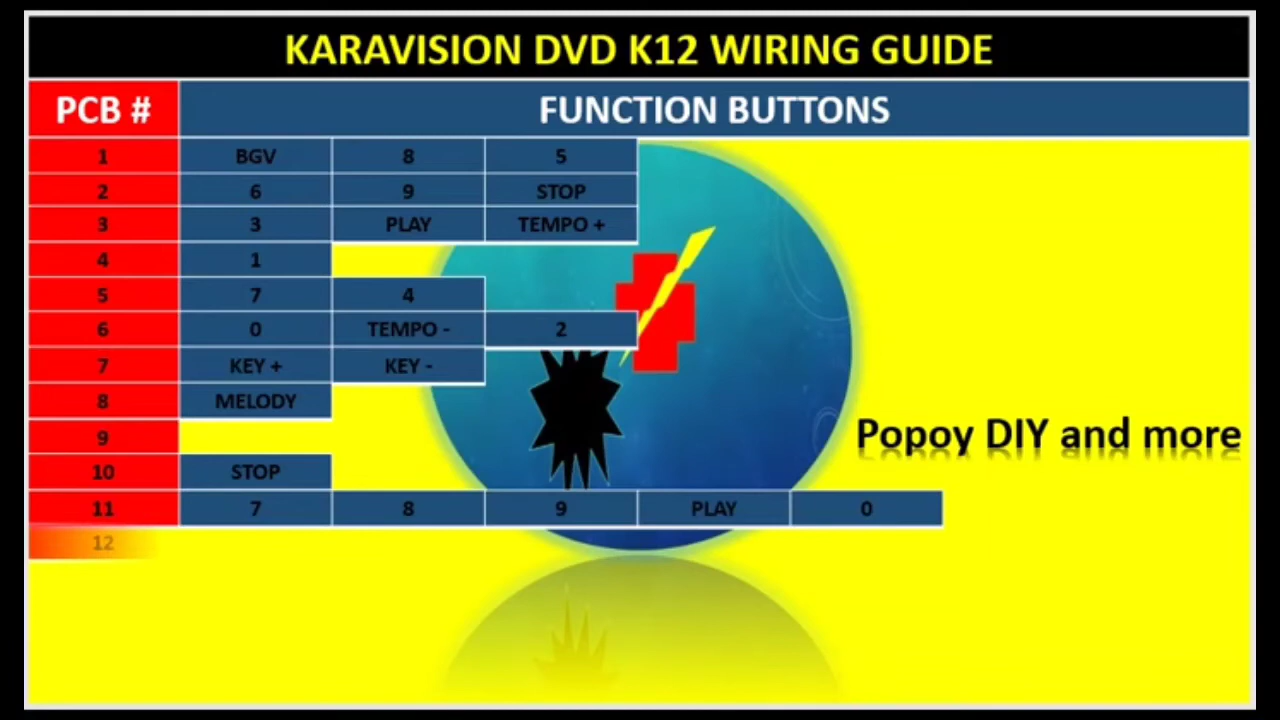 KARAVISION DVD K12 WIRING GUIDE
PCB # FUNCTION BUTTONS
1 BGV 8 5
2 6 9 STOP
3 3 PLAY TEMPO +
4 1
5 7 4
6 0 TEMPO - 2
7 KEY + KEY -
8 MELODY
Popoy DIY and more
9
10 STOP
11 7 8 9 PLAY 0
12